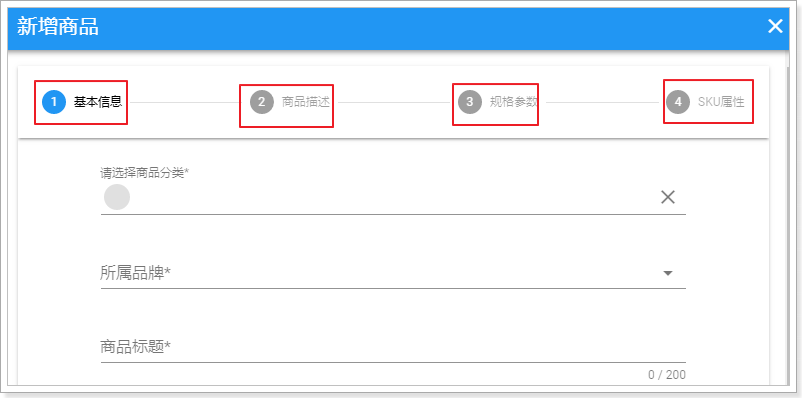 新增商品
1 基本信息 2 商品描述 3 规格参数 4 SKU属性
请选择商品分类*
所属品牌*
商品标题*
0 / 200